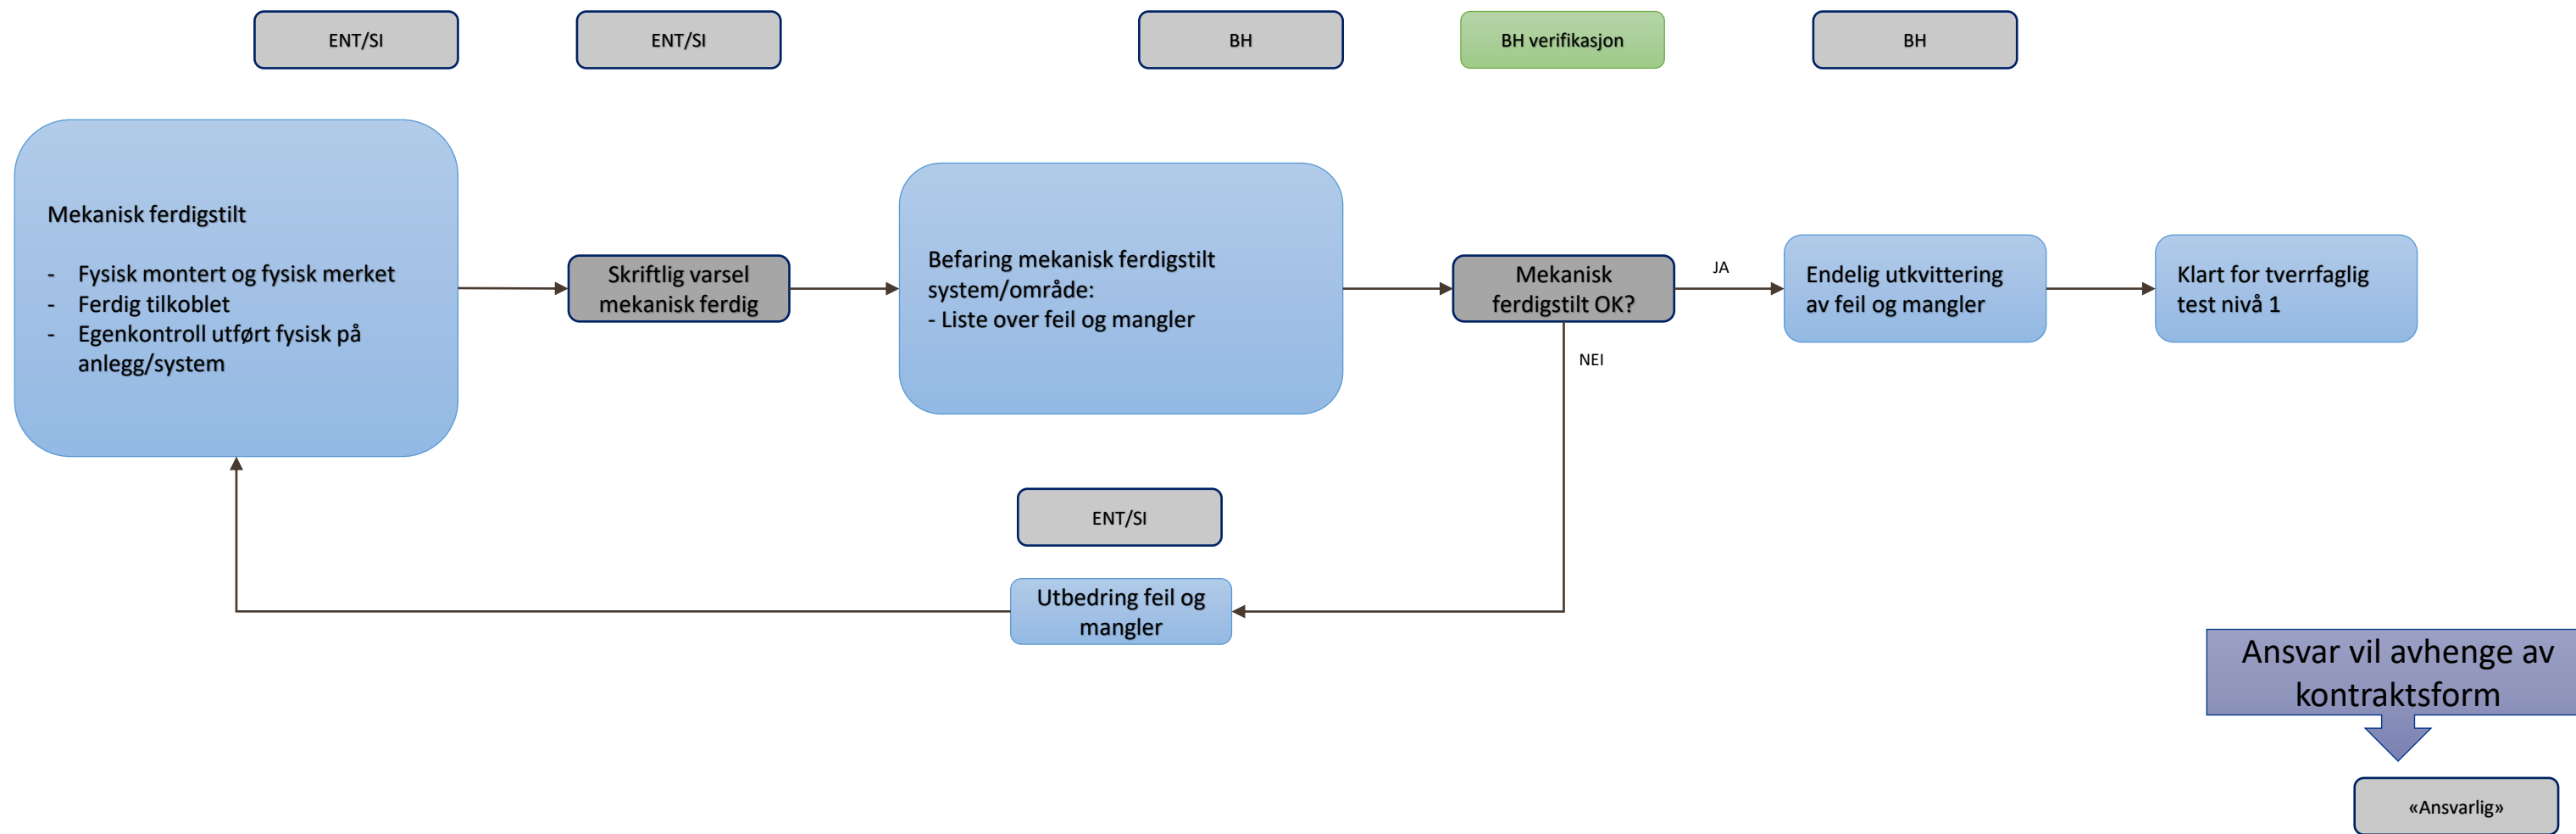 ENT/SI
ENT/SI
BH
BH verifikasjon
BH
Mekanisk ferdigstilt
- Fysisk montert og fysisk merket
- Ferdig tilkoblet
- Egenkontroll utført fysisk på
anlegg/system
Skriftlig varsel
mekanisk ferdig
Befaring mekanisk ferdigstilt
system/område:
- Liste over feil og mangler
Mekanisk
ferdigstilt OK?
JA
NEI
Endelig utkvittering
av feil og mangler
Klart for tverrfaglig
test nivå 1
ENT/SI
Utbedring feil og
mangler
Ansvar vil avhenge av
kontraktsform
«Ansvarlig»